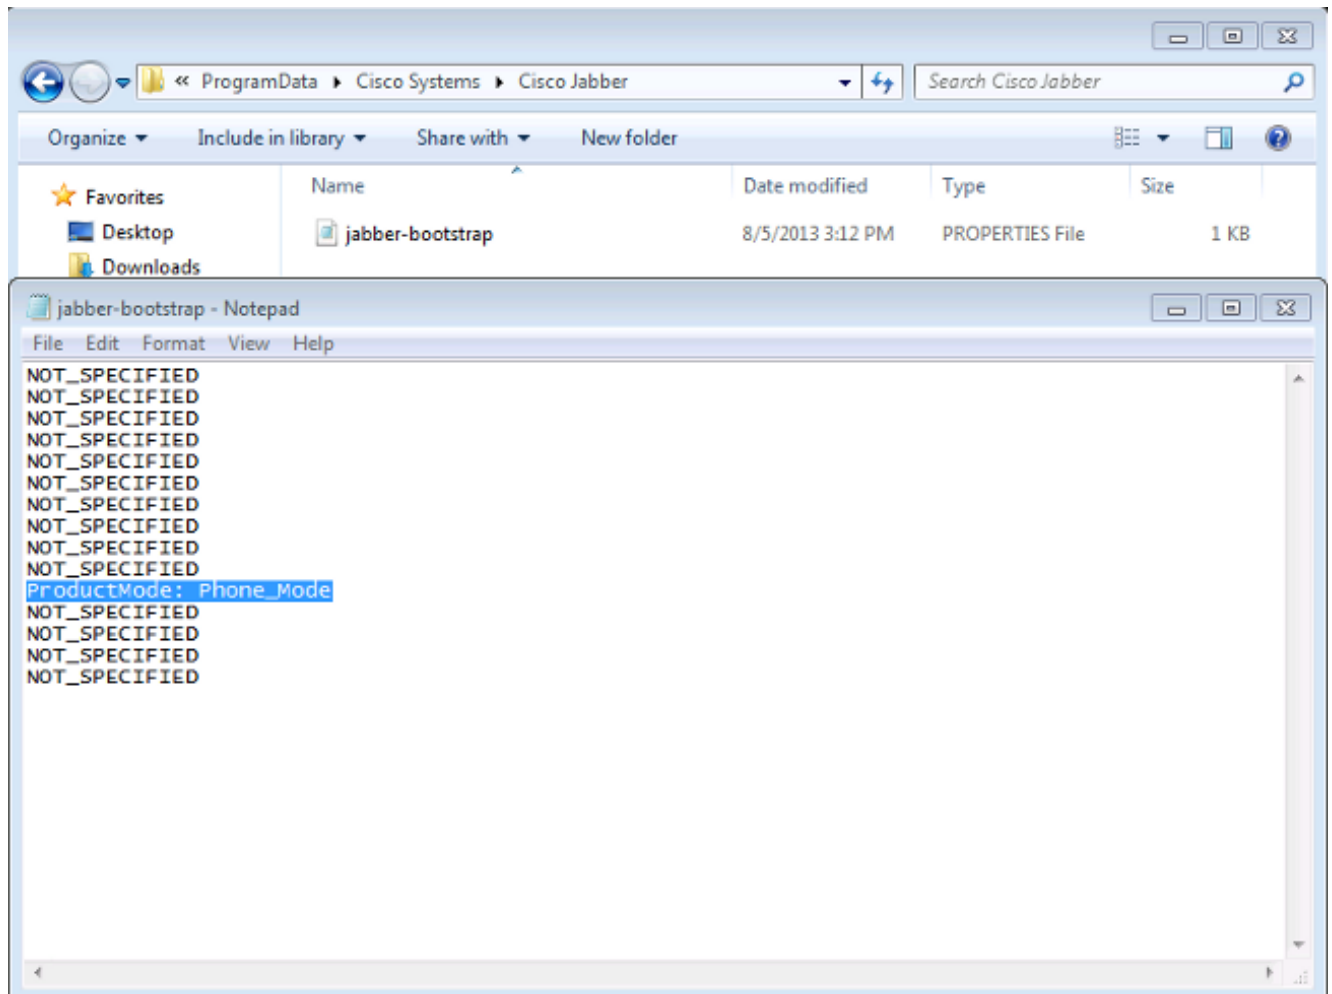 « ProgramData ▸ Cisco Systems ▸ Cisco Jabber
Search Cisco Jabber
Organize ▾ Include in library ▾ Share with ▾ New folder
Favorites
Desktop
Downloads
Name Date modified Type Size
jabber-bootstrap 8/5/2013 3:12 PM PROPERTIES File 1 KB
jabber-bootstrap - Notepad
File Edit Format View Help
NOT_SPECIFIED
NOT_SPECIFIED
NOT_SPECIFIED
NOT_SPECIFIED
NOT_SPECIFIED
NOT_SPECIFIED
NOT_SPECIFIED
NOT_SPECIFIED
NOT_SPECIFIED
NOT_SPECIFIED
ProductMode: Phone_Mode
NOT_SPECIFIED
NOT_SPECIFIED
NOT_SPECIFIED
NOT_SPECIFIED